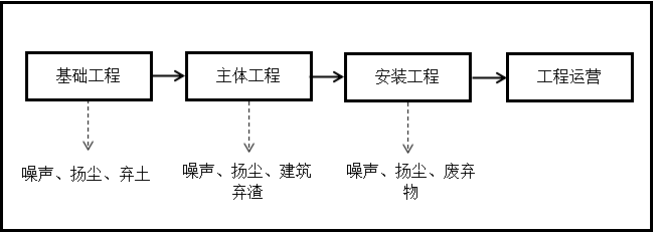 基础工程
主体工程
安装工程
工程运营
噪声、扬尘、弃土
噪声、扬尘、建筑
弃渣
噪声、扬尘、废弃
物